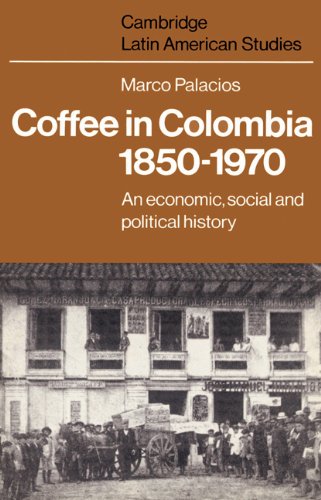 Cambridge
Latin American Studies
Marco Palacios
Coffee in Colombia
1850-1970
An economic, social and
political history